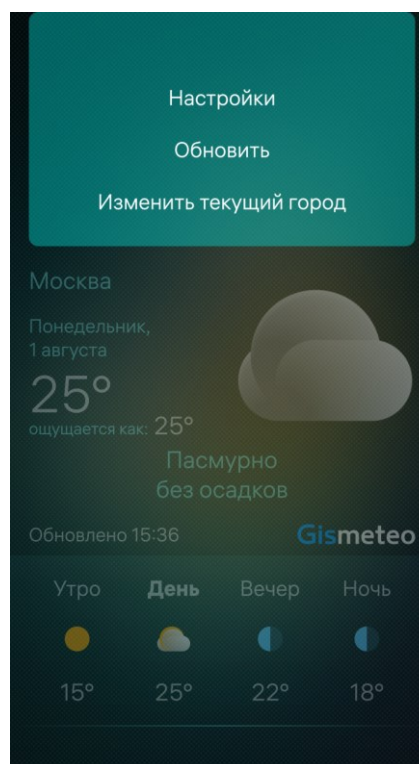 Настройки
Обновить
Изменить текущий город
Москва
Понедельник,
1 августа
25°
ощущается как: 25°
Пасмурно
без осадков
Обновлено 15:36
Gismeteo
Утро День Вечер Ночь
15° 25° 22° 18°